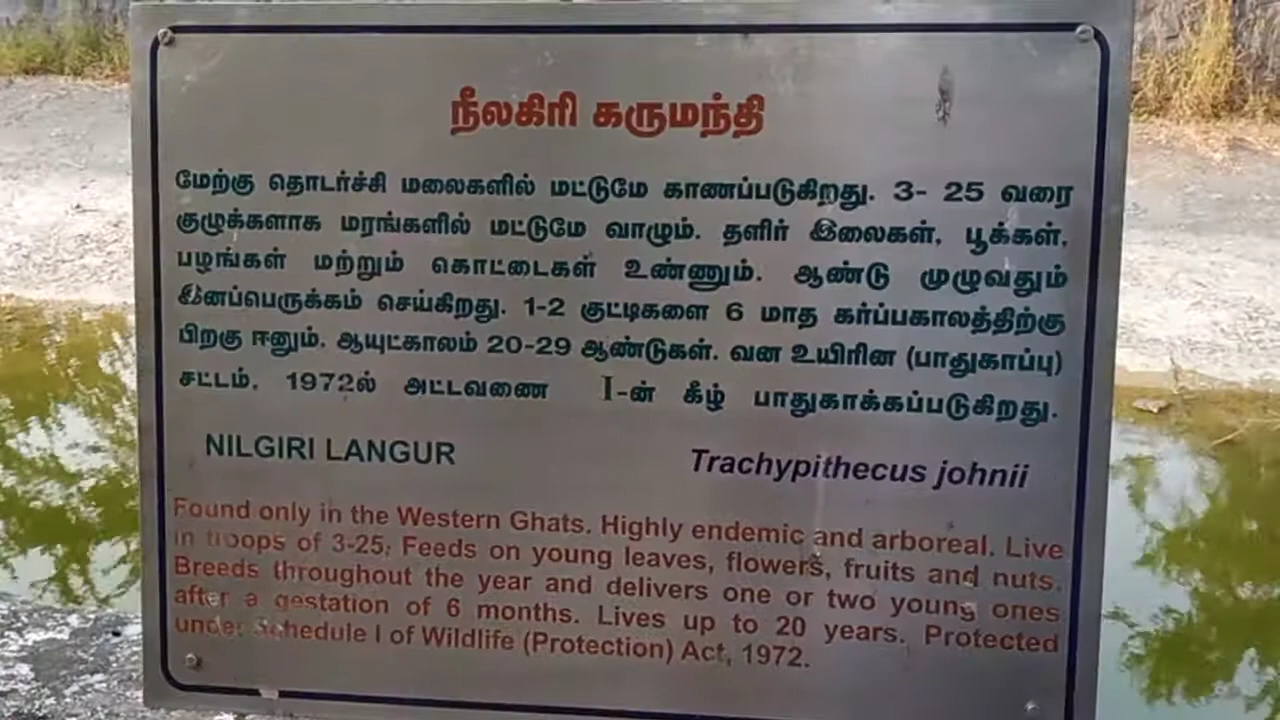 நீலகிரி கருமந்தி
மேற்கு தொடர்ச்சி மலைகளில் மட்டுமே காணப்படுகிறது. 3- 25 வரை
குழுக்களாக மரங்களில் மட்டுமே வாழும். தளிர் இலைகள், பூக்கள்,
பழங்கள் மற்றும் கொட்டைகள் உண்ணும். ஆண்டு முழுவதும்
இனப்பெருக்கம் செய்கிறது. 1-2 குட்டிகளை 6 மாத கர்ப்பகாலத்திற்கு
பிறகு ஈனும். ஆயுட்காலம் 20-29 ஆண்டுகள். வன உயிரின (பாதுகாப்பு)
சட்டம், 1972ல் அட்டவணை I-ன் கீழ் பாதுகாக்கப்படுகிறது.
NILGIRI LANGUR Trachypithecus johnii
Found only in the Western Ghats. Highly endemic and arboreal. Live
in troops of 3-25. Feeds on young leaves, flowers, fruits and nuts.
Breeds throughout the year and delivers one or two young ones
after a gestation of 6 months. Lives up to 20 years. Protected
under Schedule I of Wildlife (Protection) Act, 1972.